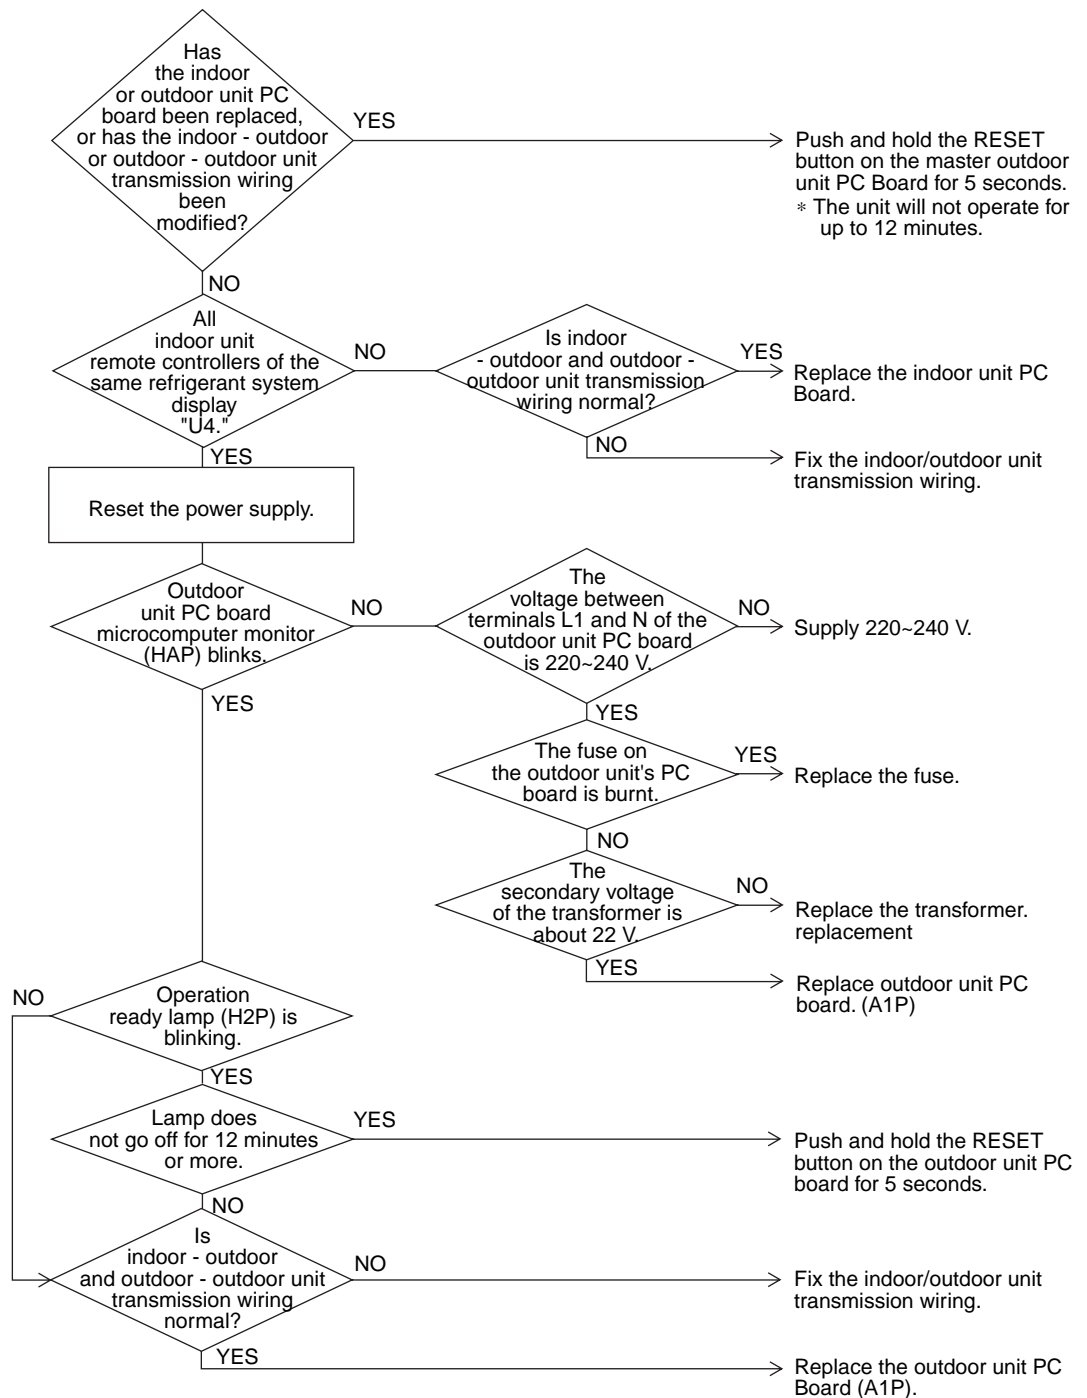 Has
the indoor
or outdoor unit PC
board been replaced,
or has the indoor - outdoor
or outdoor - outdoor unit
transmission wiring
been
modified?
YES
Push and hold the RESET
button on the master outdoor
unit PC Board for 5 seconds.
* The unit will not operate for
up to 12 minutes.
NO
All
indoor unit
remote controllers of the
same refrigerant system
display
"U4."
NO
Is indoor
- outdoor and outdoor -
outdoor unit transmission
wiring normal?
YES
Replace the indoor unit PC
Board.
NO
Fix the indoor/outdoor unit
transmission wiring.
YES
Reset the power supply.
Outdoor
unit PC board
microcomputer monitor
(HAP) blinks.
NO
The
voltage between
terminals L1 and N of the
outdoor unit PC board
is 220~240 V.
NO
Supply 220~240 V.
YES
YES
The fuse on
the outdoor unit's PC
board is burnt.
YES
Replace the fuse.
NO
The
secondary voltage
of the transformer is
about 22 V.
NO
Replace the transformer.
replacement
YES
Replace outdoor unit PC
board. (A1P)
NO
Operation
ready lamp (H2P) is
blinking.
YES
Lamp does
not go off for 12 minutes
or more.
YES
Push and hold the RESET
button on the outdoor unit PC
board for 5 seconds.
NO
Is
indoor - outdoor
and outdoor - outdoor unit
transmission wiring
normal?
NO
Fix the indoor/outdoor unit
transmission wiring.
YES
Replace the outdoor unit PC
Board (A1P).